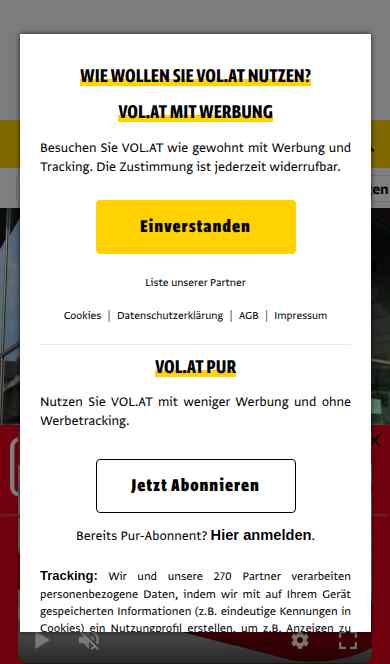 WIE WOLLEN SIE VOL.AT NUTZEN?
VOL.AT MIT WERBUNG
Besuchen Sie VOL.AT wie gewohnt mit Werbung und
Tracking. Die Zustimmung ist jederzeit widerrufbar.
Einverstanden
Liste unserer Partner
Cookies | Datenschutzerklärung | AGB | Impressum
VOL.AT PUR
Nutzen Sie VOL.AT mit weniger Werbung und ohne
Werbetracking.
Jetzt Abonnieren
Bereits Pur-Abonnent? Hier anmelden.
Tracking: Wir und unsere 270 Partner verarbeiten
personenbezogene Daten, indem wir mit auf Ihrem Gerät
gespeicherten Informationen (z.B. eindeutige Kennungen in
Cookies) ein Nutzungprofil erstellen, um z.B. Anzeigen zu